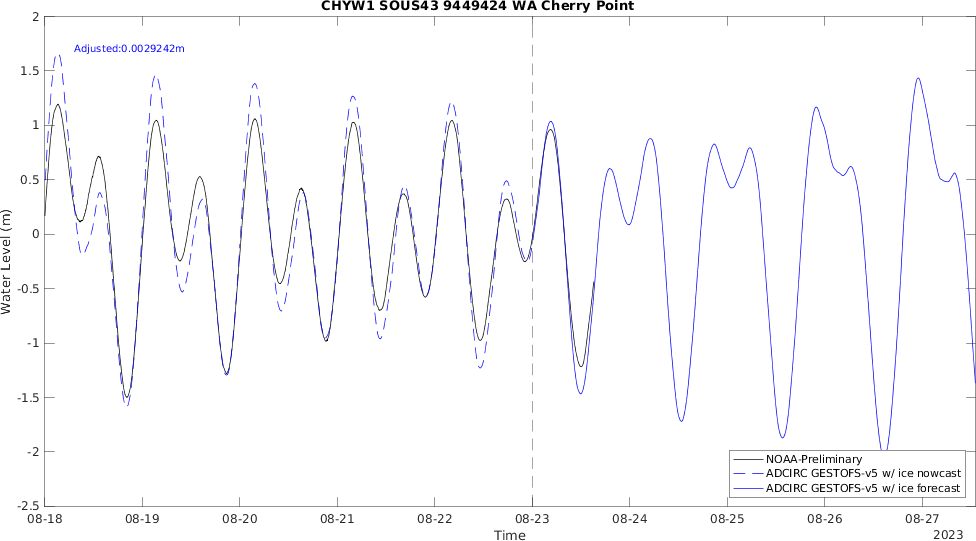 CHYW1 SOUS43 9449424 WA Cherry Point
Adjusted:0.0029242m
2
1.5
1
0.5
0
-0.5
-1
-1.5
-2
-2.5
Water Level (m)
NOAA-Preliminary
ADCIRC GESTOFS-v5 w/ ice nowcast
ADCIRC GESTOFS-v5 w/ ice forecast
08-18 08-19 08-20 08-21 08-22 08-23 08-24 08-25 08-26 08-27
Time
2023